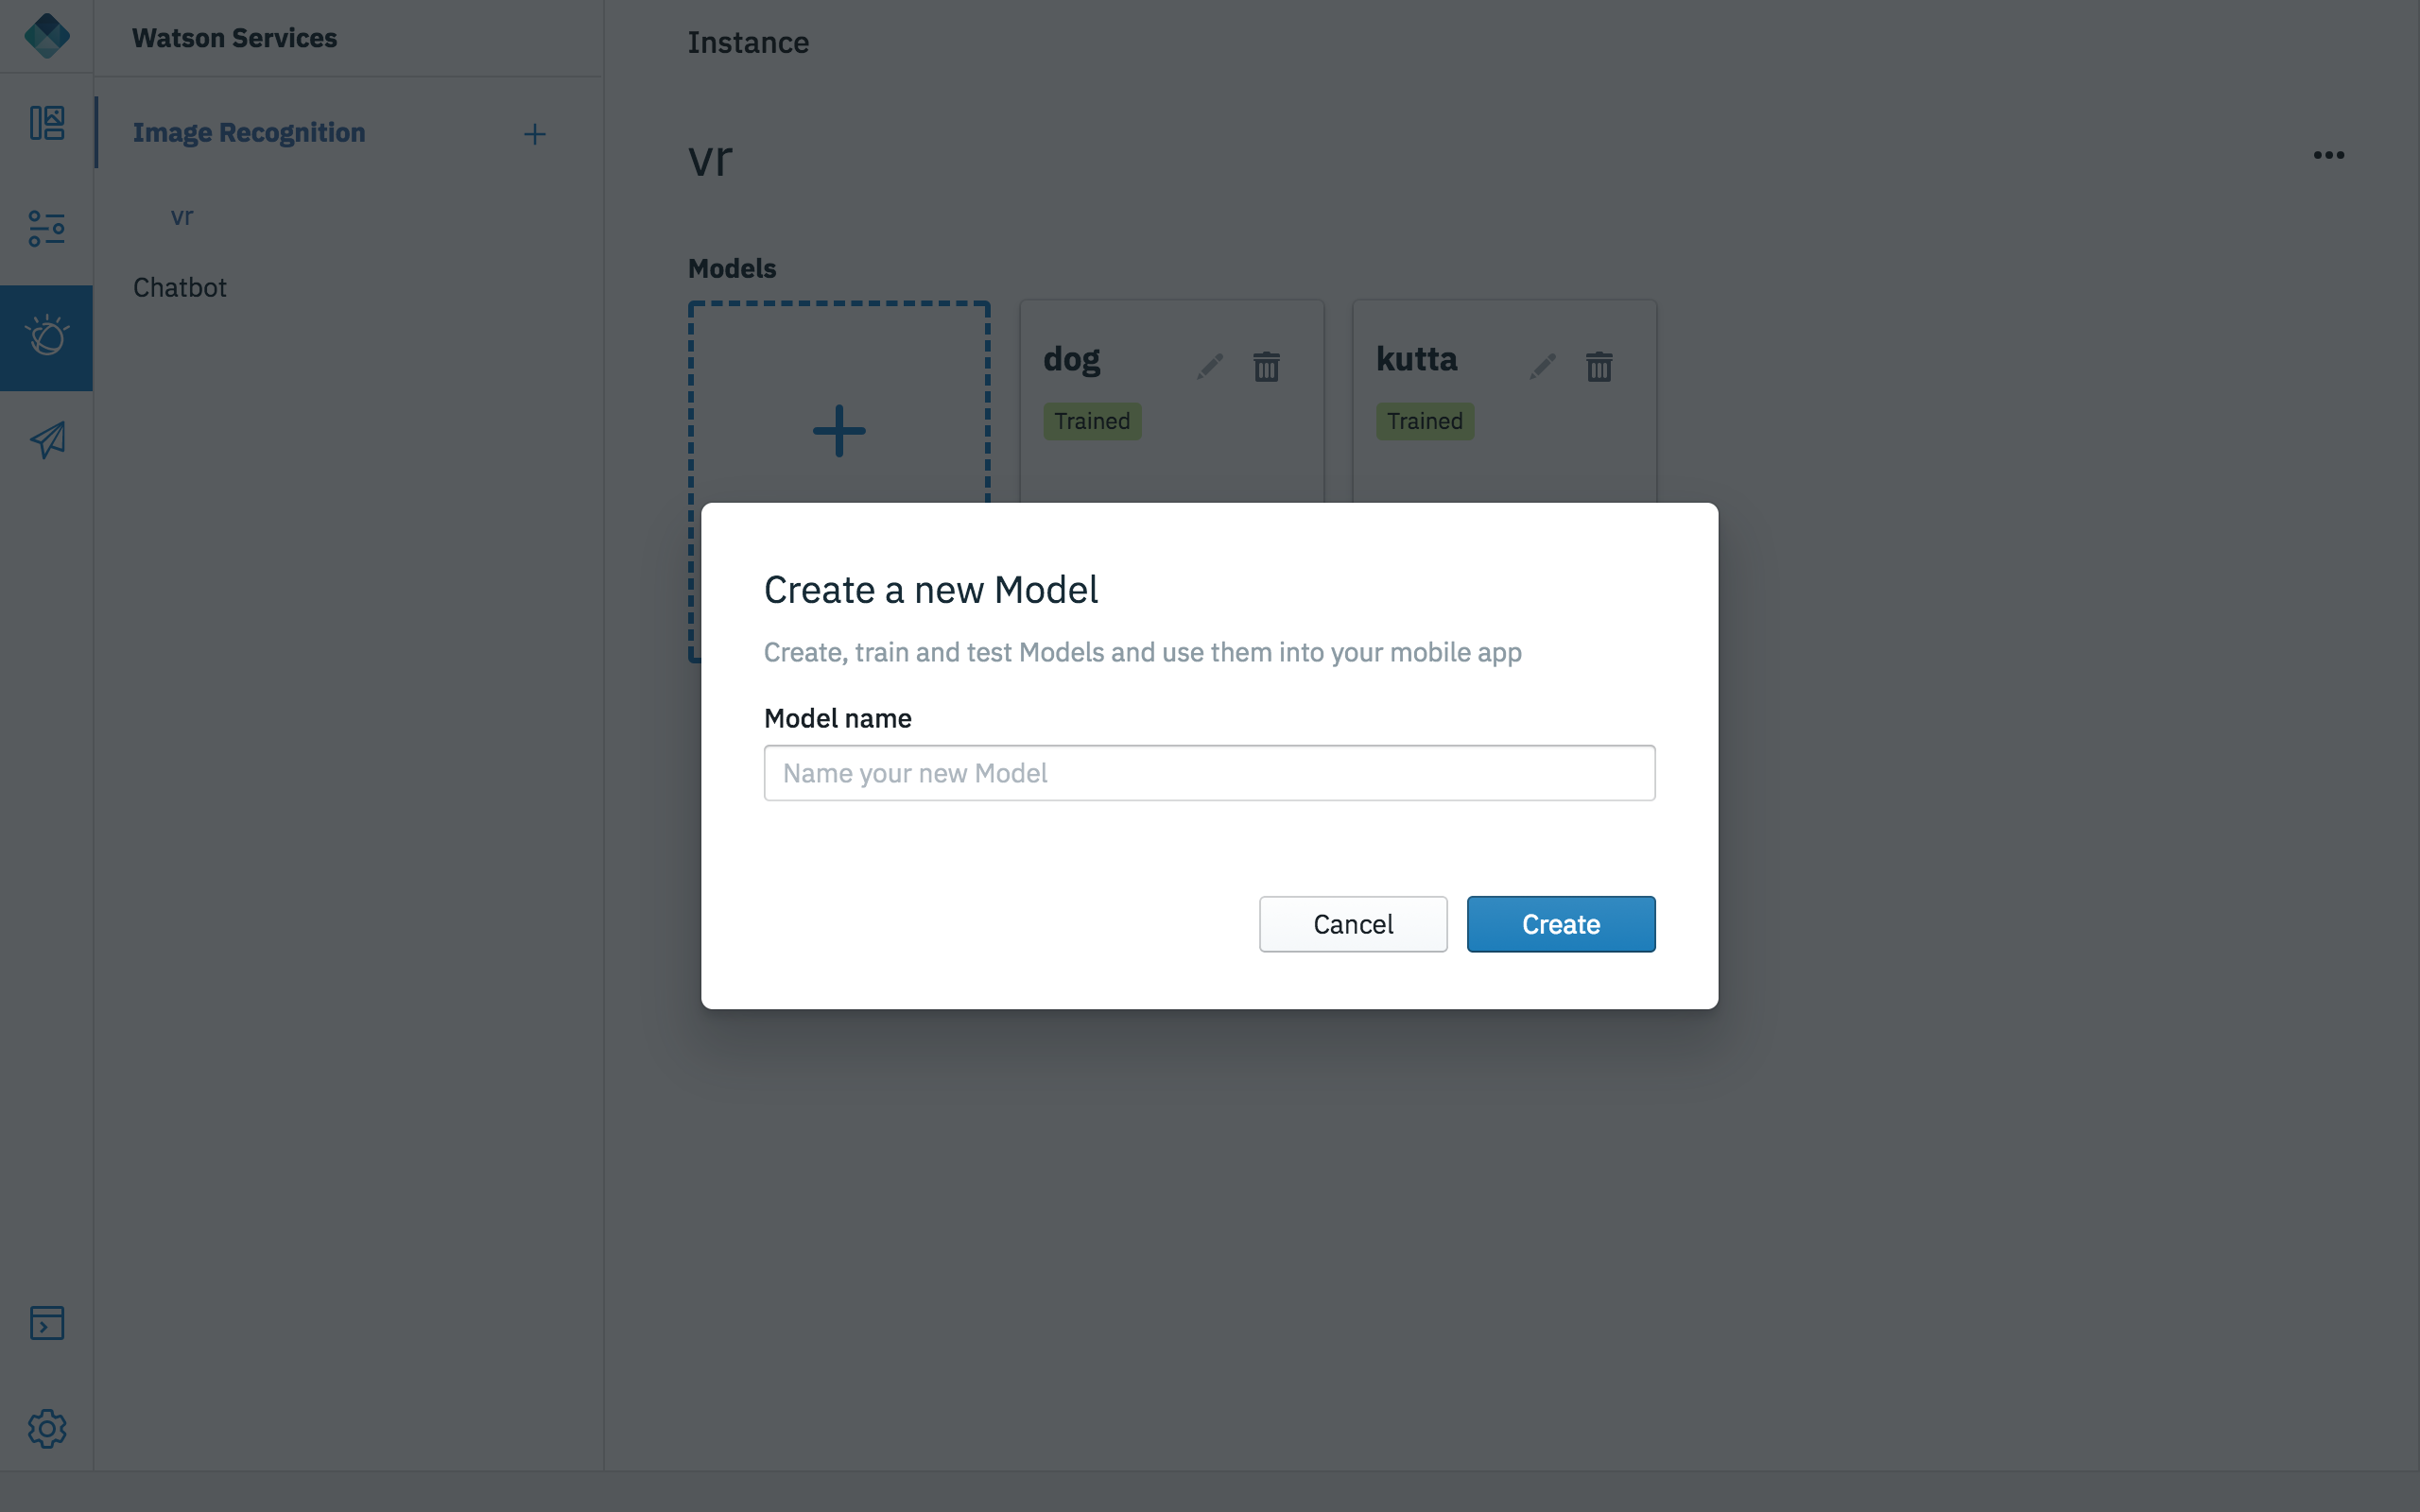 Watson Services
Instance
Image Recognition
vr
vr
Chatbot
Models
dog
kutta
Trained
Trained
Create a new Model
Create, train and test Models and use them into your mobile app
Model name
Name your new Model
Cancel
Create